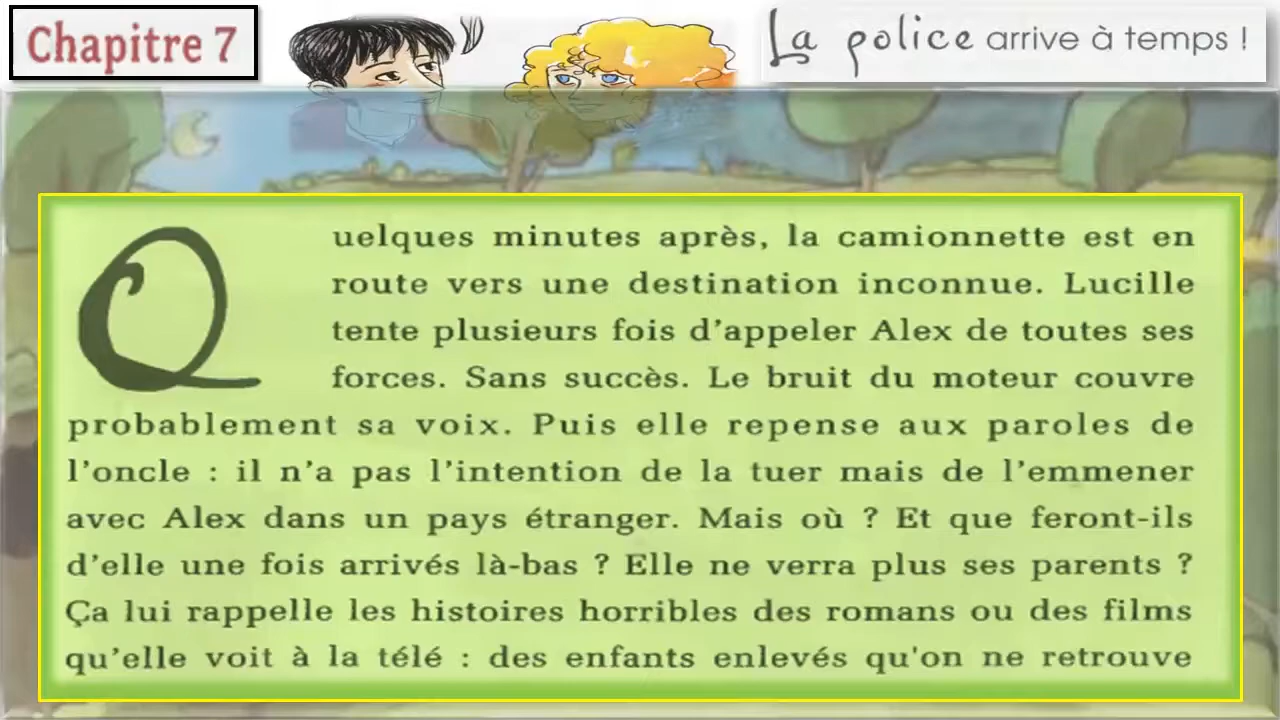 Chapitre 7
La police arrive à temps !
Quelques minutes après, la camionnette est en
route vers une destination inconnue. Lucille
tente plusieurs fois d'appeler Alex de toutes ses
forces. Sans succès. Le bruit du moteur couvre
probablement sa voix. Puis elle repense aux paroles de
l'oncle : il n'a pas l'intention de la tuer mais de l'emmener
avec Alex dans un pays étranger. Mais où ? Et que feront-ils
d'elle une fois arrivés là-bas ? Elle ne verra plus ses parents ?
Ça lui rappelle les histoires horribles des romans ou des films
qu'elle voit à la télé : des enfants enlevés qu'on ne retrouve